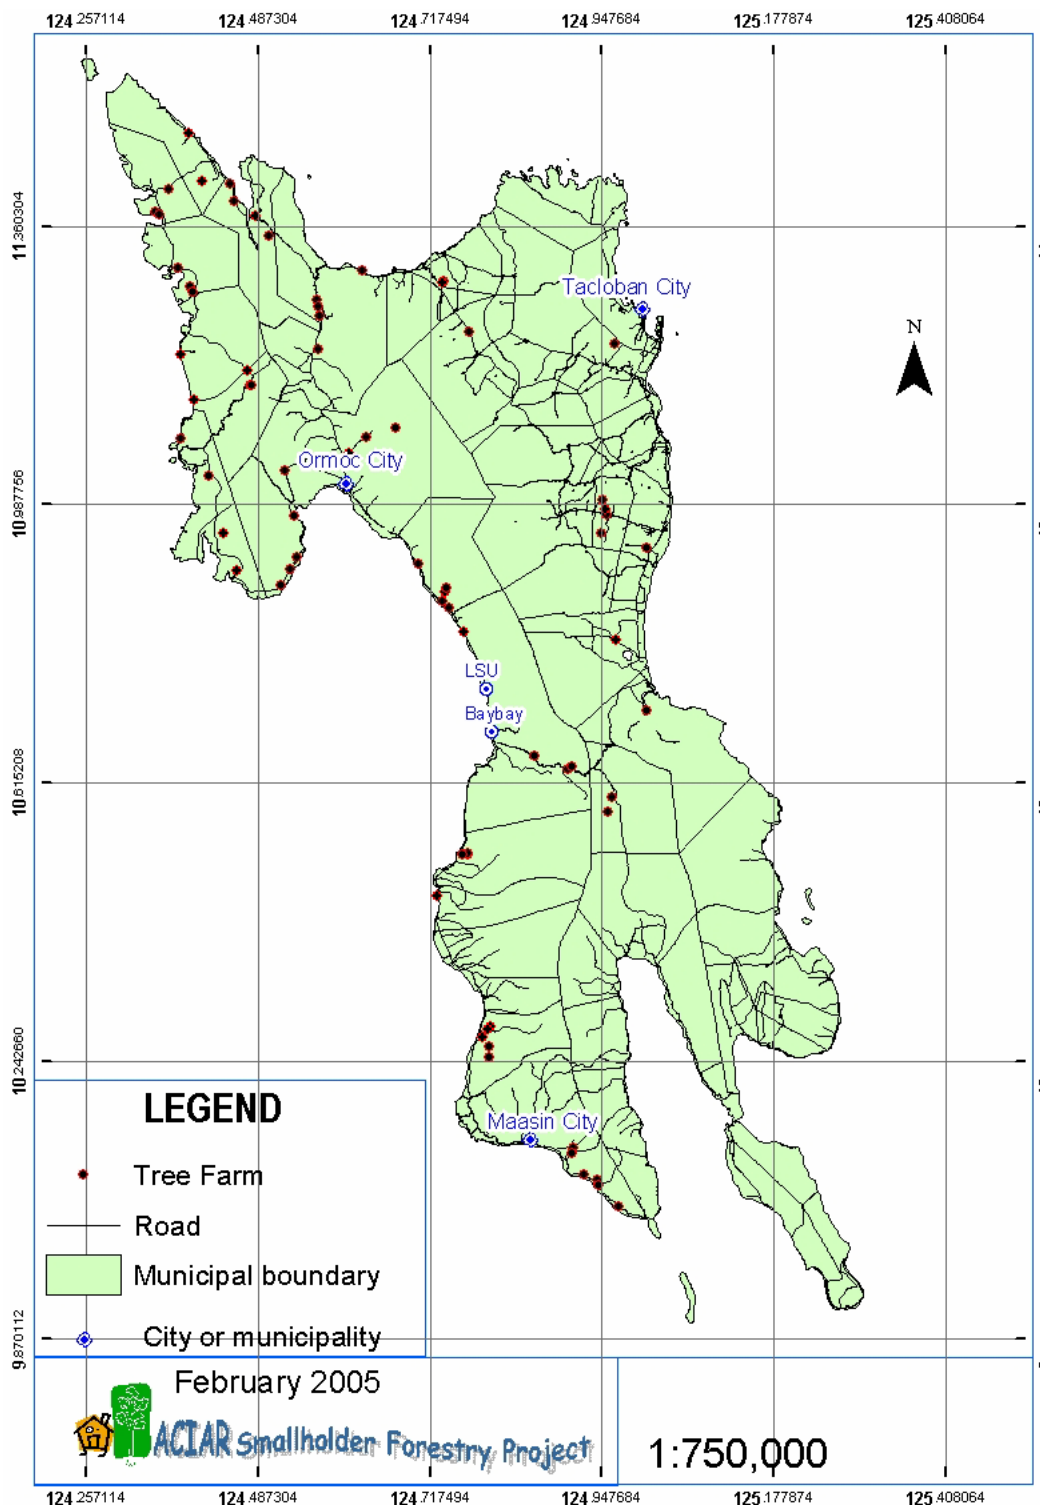 124.257114 124.487304 124.717494 124.947684 125.177874 125.408064
11.360304
Tacloban City
N
Ormoc City
10.987756
LSU
Baybay
10.615208
10.242660
Maasin City
LEGEND
Tree Farm
Road
Municipal boundary
City or municipality
9.870112
February 2005
ACIAR Smallholder Forestry Project
1:750,000
124.257114 124.487304 124.717494 124.947684 125.177874 125.408064